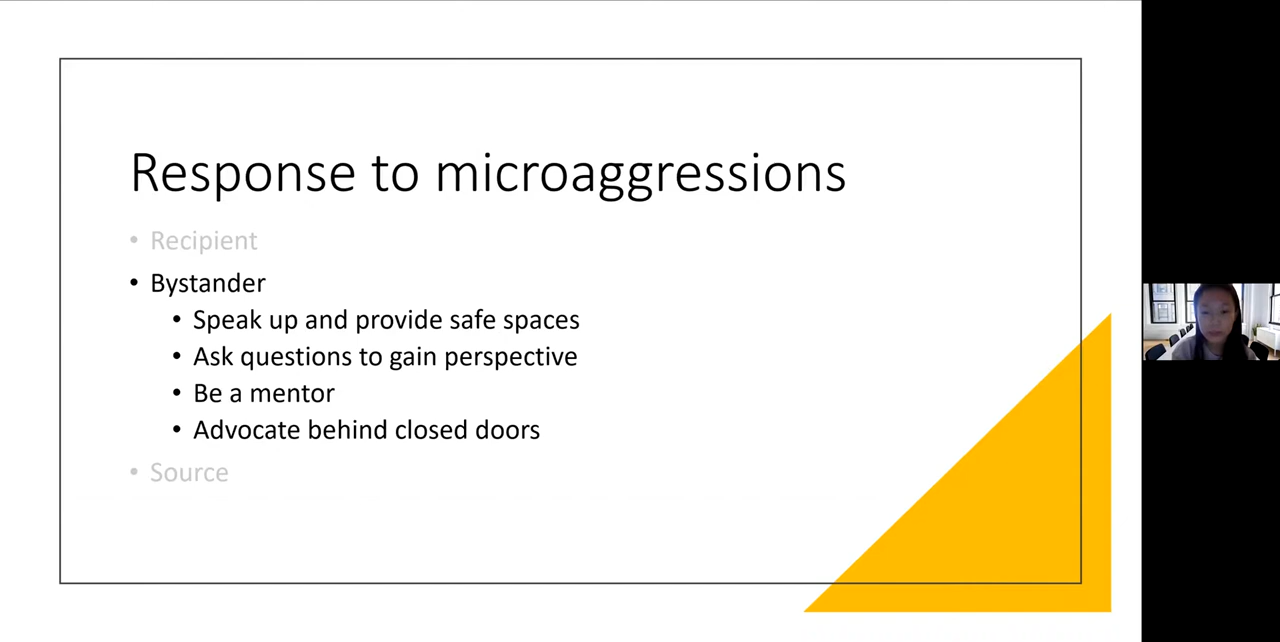 Response to microaggressions
• Recipient
• Bystander
• Speak up and provide safe spaces
• Ask questions to gain perspective
• Be a mentor
• Advocate behind closed doors
• Source